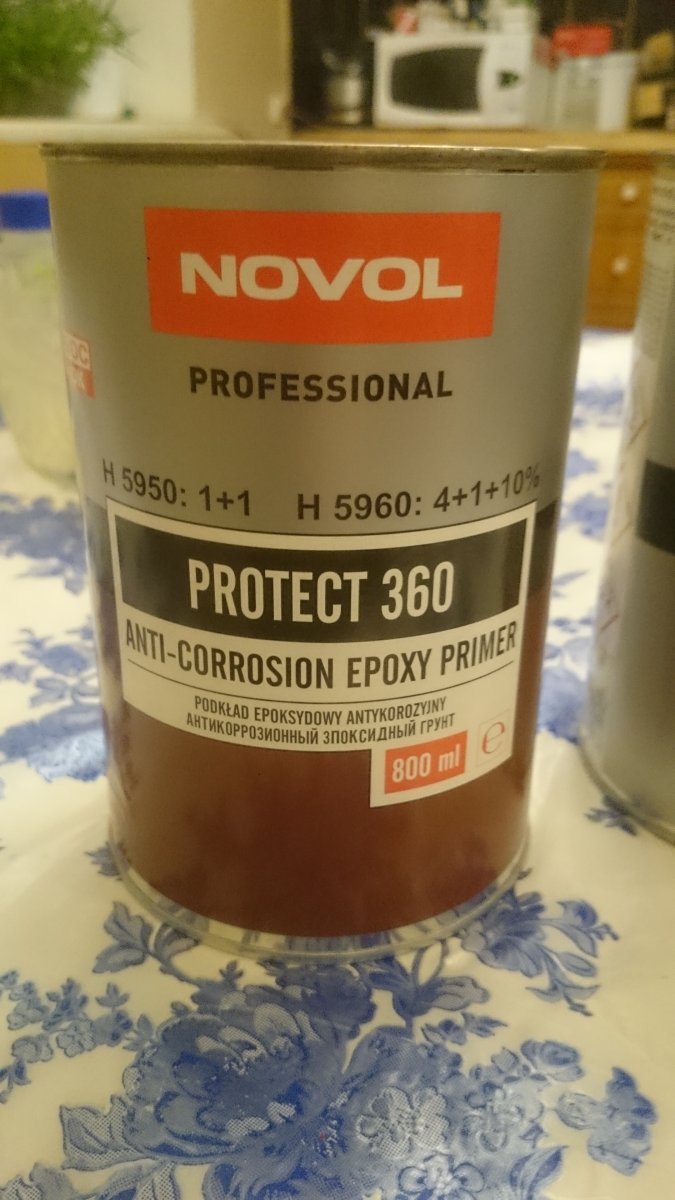 NOVOL
PROFESSIONAL
H 5950: 1+1 H 5960: 4+1+10%
PROTECT 360
ANTI-CORROSION EPOXY PRIMER
PODKŁAD EPOKSYDOWY ANTYKOROZYJNY
АНТИКОРРОЗИОННЫЙ ЭПОКСИДНЫЙ ГРУНТ
800 ml e